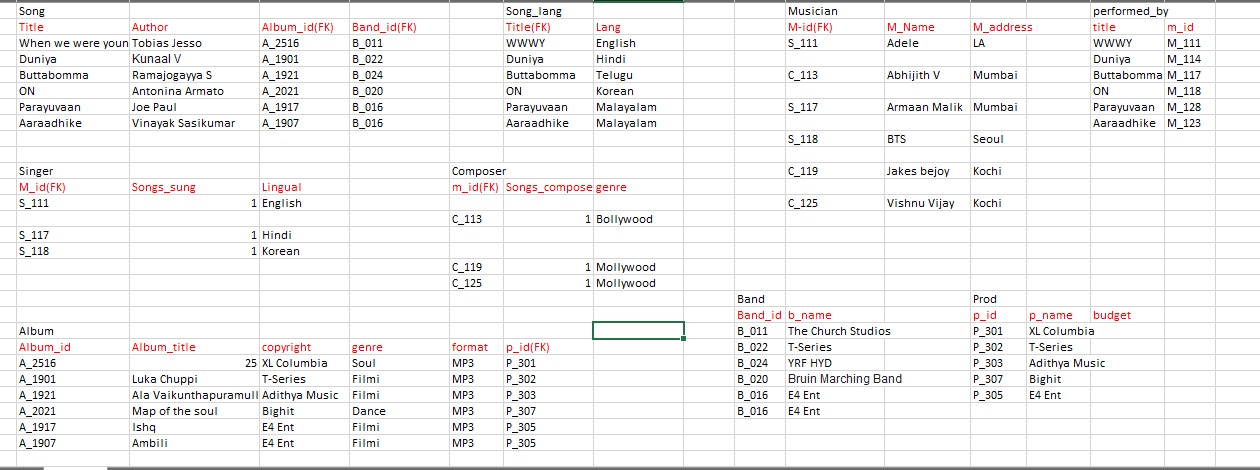 Song Song_lang Musician performed_by
Title Author Album_id(FK) Band_id(FK) Title(FK) Lang M-id(FK) M_Name M_address title m_id
When we were youn Tobias Jesso A_2516 B_011 WWWY English S_111 Adele LA WWWY M_111
Duniya Kunaal V A_1901 B_022 Duniya Hindi Duniya M_114
Buttabomma Ramajogayya S A_1921 B_024 Buttabomma Telugu C_113 Abhijith V Mumbai Buttabomma M_117
ON Antonina Armato A_2021 B_020 ON Korean ON M_118
Parayuvaan Joe Paul A_1917 B_016 Parayuvaan Malayalam S_117 Armaan Malik Mumbai Parayuvaan M_128
Aaraadhike Vinayak Sasikumar A_1907 B_016 Aaraadhike Malayalam Aaraadhike M_123
S_118 BTS Seoul
Singer Composer C_119 Jakes bejoy Kochi
M_id(FK) Songs_sung Lingual m_id(FK) Songs_compose genre
S_111 1 English C_125 Vishnu Vijay Kochi
C_113 1 Bollywood
S_117 1 Hindi
S_118 1 Korean
C_119 1 Mollywood
C_125 1 Mollywood
Band Prod
Band_id b_name p_id p_name budget
Album B_011 The Church Studios P_301 XL Columbia
Album_id Album_title copyright genre format p_id(FK) B_022 T-Series P_302 T-Series
A_2516 25 XL Columbia Soul MP3 P_301 B_024 YRF HYD P_303 Adithya Music
A_1901 Luka Chuppi T-Series Filmi MP3 P_302 B_020 Bruin Marching Band P_307 Bighit
A_1921 Ala Vaikunthapuramull Adithya Music Filmi MP3 P_303 B_016 E4 Ent P_305 E4 Ent
A_2021 Map of the soul Bighit Dance MP3 P_307 B_016 E4 Ent
A_1917 Ishq E4 Ent Filmi MP3 P_305
A_1907 Ambili E4 Ent Filmi MP3 P_305